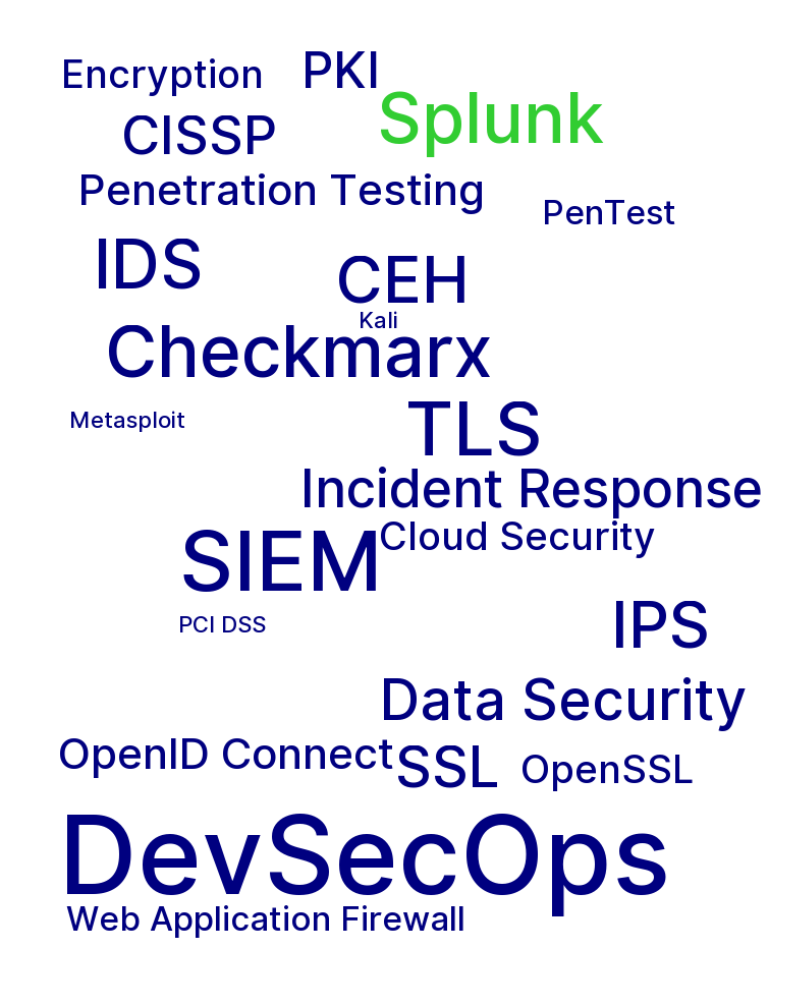 Encryption
PKI
Splunk
CISSP
Penetration Testing
PenTest
IDS
CEH
Kali
Checkmarx
Metasploit
TLS
Incident Response
SIEM
Cloud Security
PCI DSS
IPS
Data Security
OpenID Connect
SSL
OpenSSL
DevSecOps
Web Application Firewall